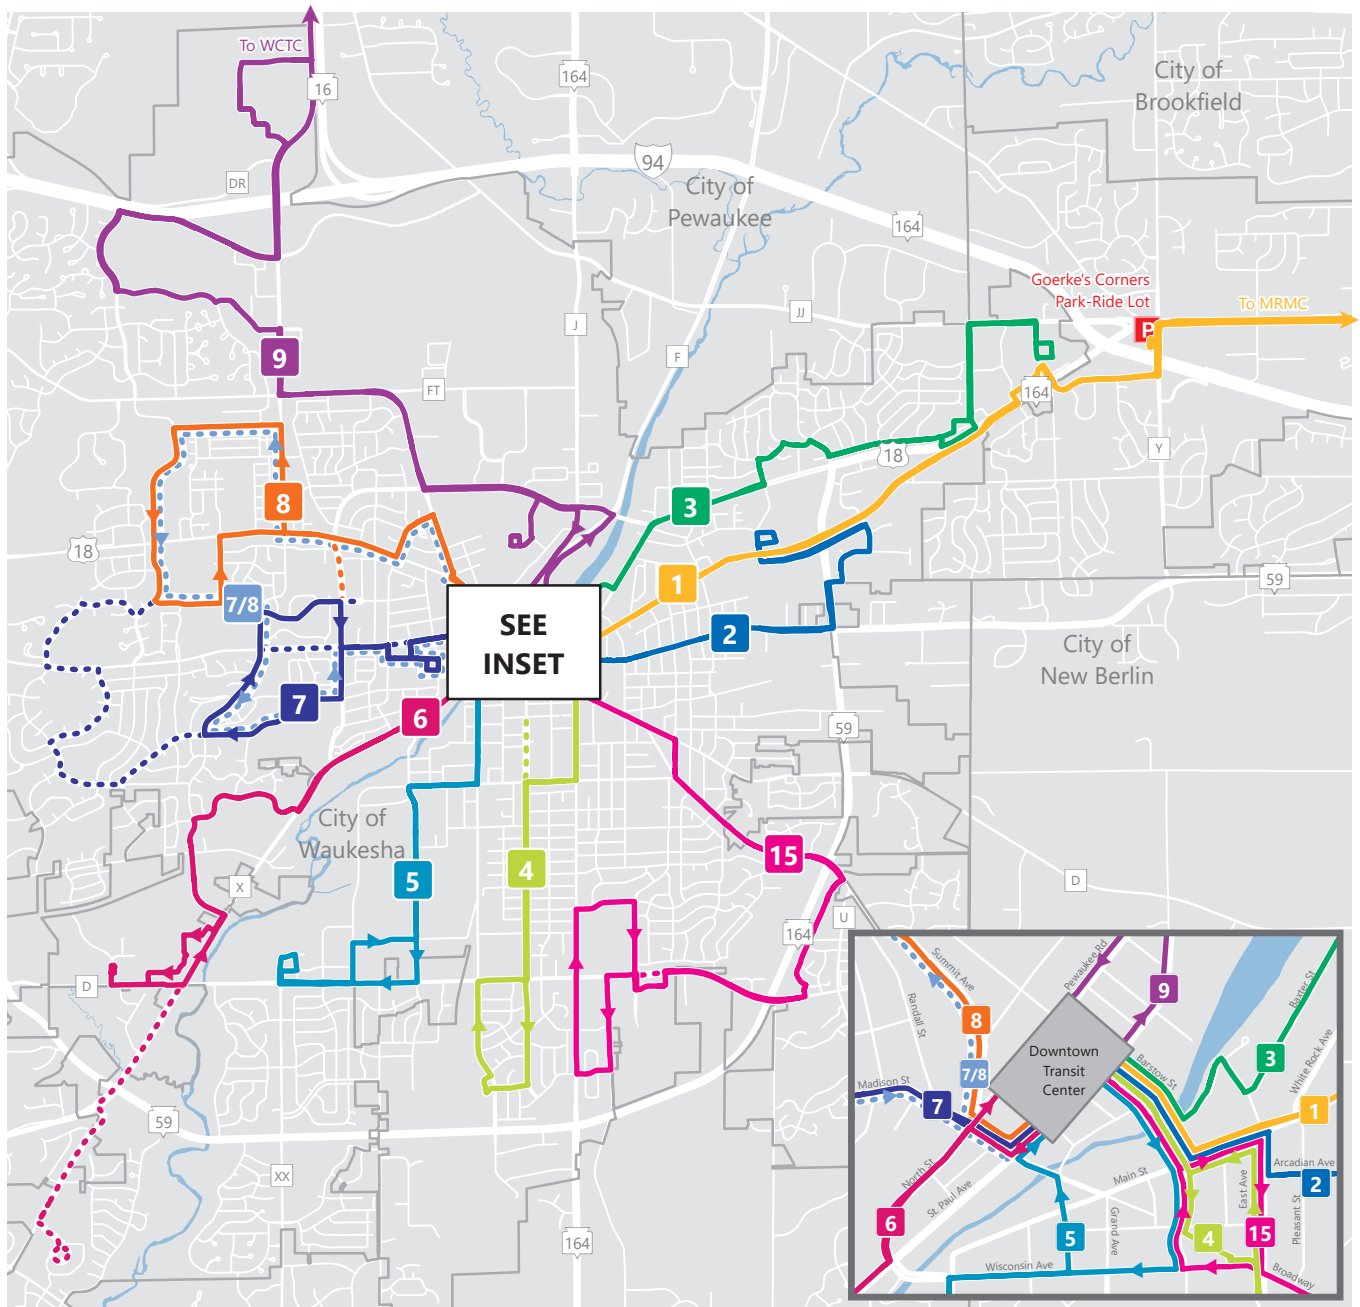 To WCTC
16
164
City of
Brookfield
94
DR
City of
Pewaukee
164
Goerke's Corners
Park-Ride Lot
To MRMC
P
JJ
J
F
9
FT
164
18
Y
8
3
18
7/8
1
59
SEE
INSET
2
City of
New Berlin
7
6
59
City of
Waukesha
15
5
4
D
X
U
164
D
59
XX
164
Summit Ave
Pewaukee Rd
9
Randall St
8
Baxter St
Downtown
Transit
Center
Barstow St
3
White Rock Ave
7/8
Madison St
7
1
North St
St. Paul Ave
Main St
Arcadian Ave
2
East Ave
Pleasant St
6
Grand Ave
5
4
15
Wisconsin Ave
Broadway